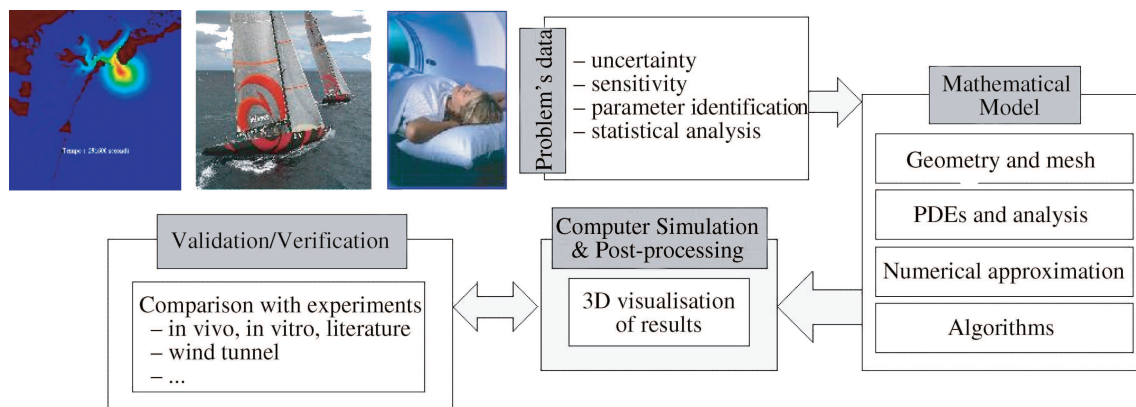 Problem's data
– uncertainty
– sensitivity
– parameter identification
– statistical analysis
Mathematical
Model
Geometry and mesh
PDEs and analysis
Numerical approximation
Algorithms
Computer Simulation
& Post-processing
3D visualisation
of results
Validation/Verification
Comparison with experiments
– in vivo, in vitro, literature
– wind tunnel
– ...